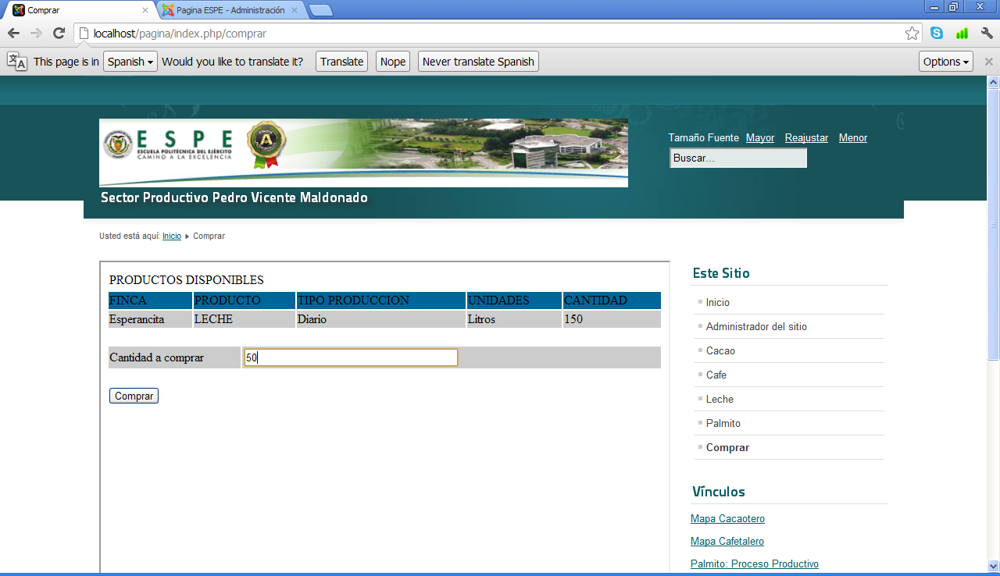 Comprar
Pagina ESPE - Administración
localhost/pagina/index.php/comprar
This page is in Spanish Would you like to translate it? Translate Nope Never translate Spanish Options
E S P E
ESCUELA POLITÉCNICA DEL EJÉRCITO
CAMINO A LA EXCELENCIA
A
Tamaño Fuente Mayor Reajustar Menor
Buscar...
Sector Productivo Pedro Vicente Maldonado
Usted está aquí: Inicio Comprar
PRODUCTOS DISPONIBLES
FINCA PRODUCTO TIPO PRODUCCION UNIDADES CANTIDAD
Esperancita LECHE Diario Litros 150
Cantidad a comprar 50
Comprar
Este Sitio
Inicio
Administrador del sitio
Cacao
Cafe
Leche
Palmito
Comprar
Vínculos
Mapa Cacaotero
Mapa Cafetalero
Palmito: Proceso Productivo